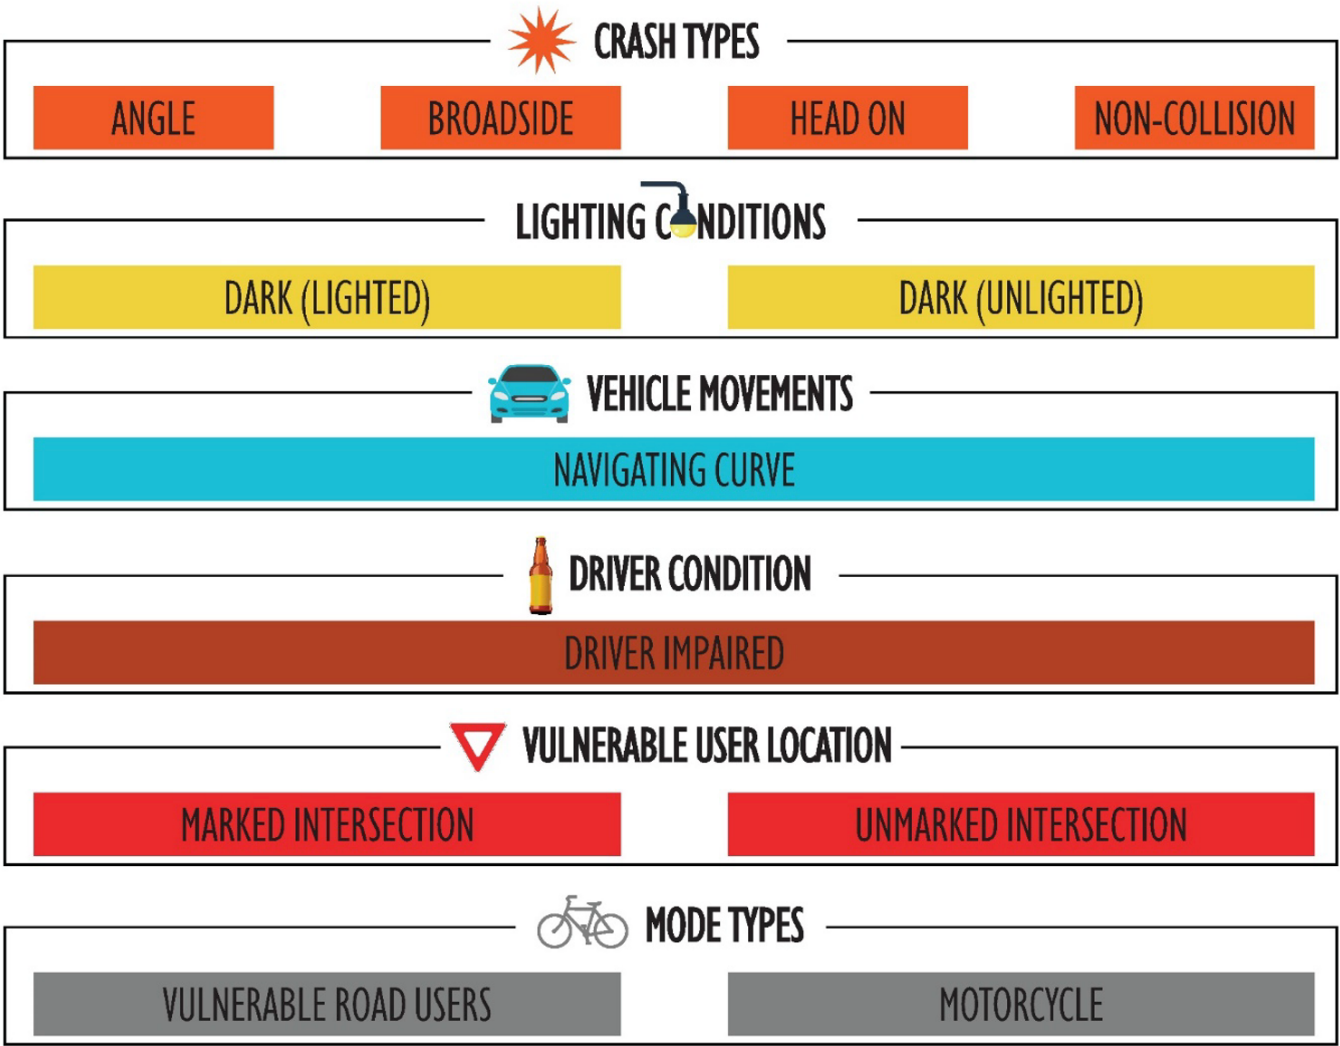 CRASH TYPES
ANGLE BROADSIDE HEAD ON NON-COLLISION
LIGHTING CONDITIONS
DARK (LIGHTED) DARK (UNLIGHTED)
VEHICLE MOVEMENTS
NAVIGATING CURVE
DRIVER CONDITION
DRIVER IMPAIRED
VULNERABLE USER LOCATION
MARKED INTERSECTION UNMARKED INTERSECTION
MODE TYPES
VULNERABLE ROAD USERS MOTORCYCLE